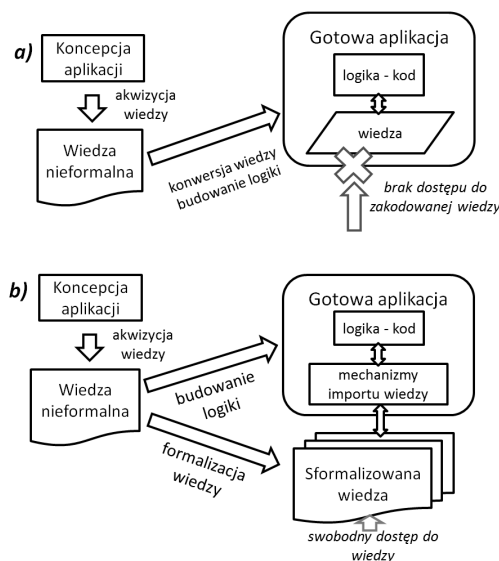 a)
Koncepcja
aplikacji
akwizycja
wiedzy
Wiedza
nieformalna
konwersja wiedzy
budowanie logiki
Gotowa aplikacja
logika - kod
wiedza
brak dostępu do
zakodowanej wiedzy
b)
Koncepcja
aplikacji
akwizycja
wiedzy
Wiedza
nieformalna
budowanie
logiki
formalizacja
wiedzy
Gotowa aplikacja
logika - kod
mechanizmy
importu wiedzy
Sformalizowana
wiedza
swobodny dostęp do
wiedzy